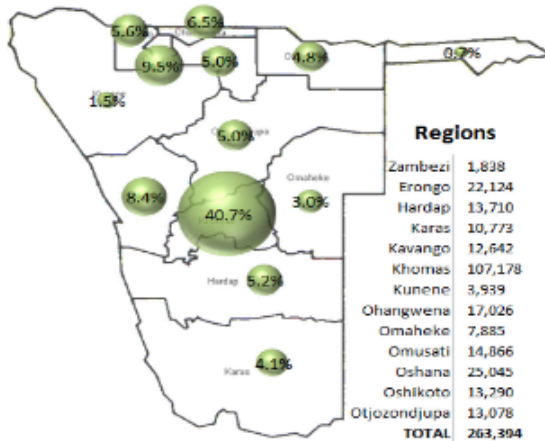 6.5%
5.6%
9.5%
5.0%
4.8%
0.7%
1.5%
5.0%
Omaheke
8.4%
40.7%
3.0%
Hardap
5.2%
Karas
4.1%
Regions
Zambezi 1,838
Erongo 22,124
Hardap 13,710
Karas 10,773
Kavango 12,642
Khomas 107,178
Kunene 3,939
Ohangwena 17,026
Omaheke 7,885
Omusati 14,866
Oshana 25,045
Oshikoto 13,290
Otjozondjupa 13,078
TOTAL 263,394